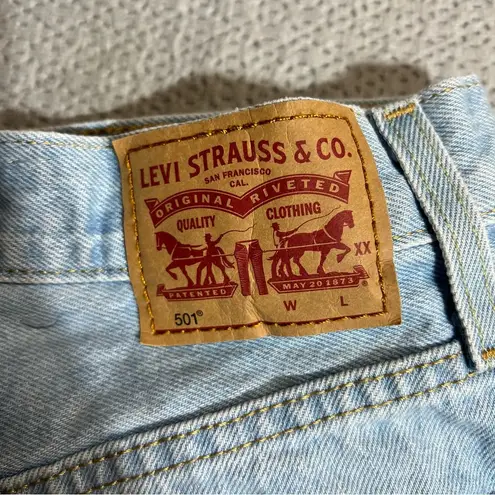 LEVI STRAUSS & CO.
SAN FRANCISCO
CAL.
ORIGINAL RIVETED
QUALITY CLOTHING
XX
PATENTED MAY 20 1873
501® W L